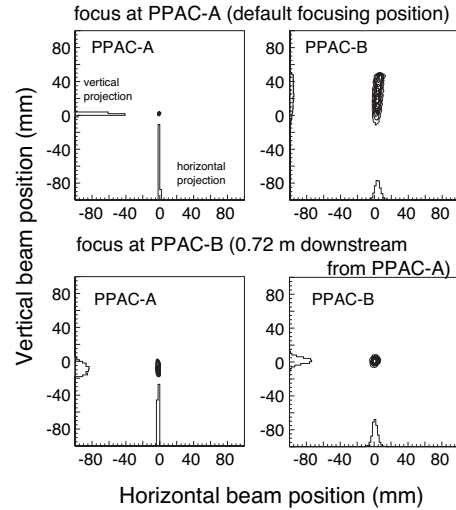 focus at PPAC-A (default focusing position)
PPAC-A
PPAC-B
80
40
0
-40
-80
vertical
projection
horizontal
projection
-80 -40 0 40 80
80
40
0
-40
-80
-80 -40 0 40 80
focus at PPAC-B (0.72 m downstream
from PPAC-A)
PPAC-A
PPAC-B
80
40
0
-40
-80
-80 -40 0 40 80
80
40
0
-40
-80
-80 -40 0 40 80
Vertical beam position (mm)
Horizontal beam position (mm)